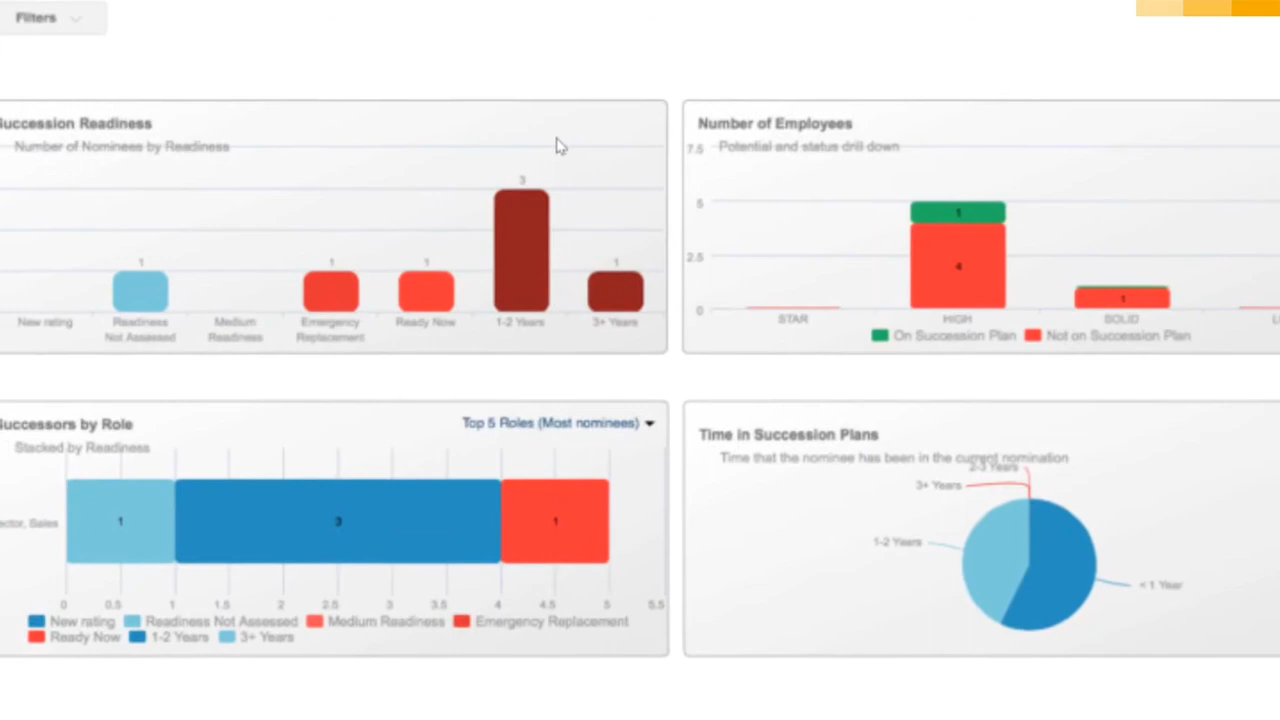 Filters
Succession Readiness
Number of Nominees by Readiness
1
1
1
3
1
New rating
Readiness Not Assessed
Medium Readiness
Emergency Replacement
Ready Now
1-2 Years
3+ Years
Number of Employees
Potential and status drill down
7.5
5
2.5
0
1
4
1
STAR
HIGH
SOLID
On Succession Plan
Not on Succession Plan
Successors by Role
Top 5 Roles (Most nominees)
Stacked by Readiness
ector, Sales
1
3
1
0 0.5 1 1.5 2 2.5 3 3.5 4 4.5 5 5.5
New rating Readiness Not Assessed Medium Readiness Emergency Replacement
Ready Now 1-2 Years 3+ Years
Time in Succession Plans
Time that the nominee has been in the current nomination
2-3 Years
3+ Years
1-2 Years
< 1 Year